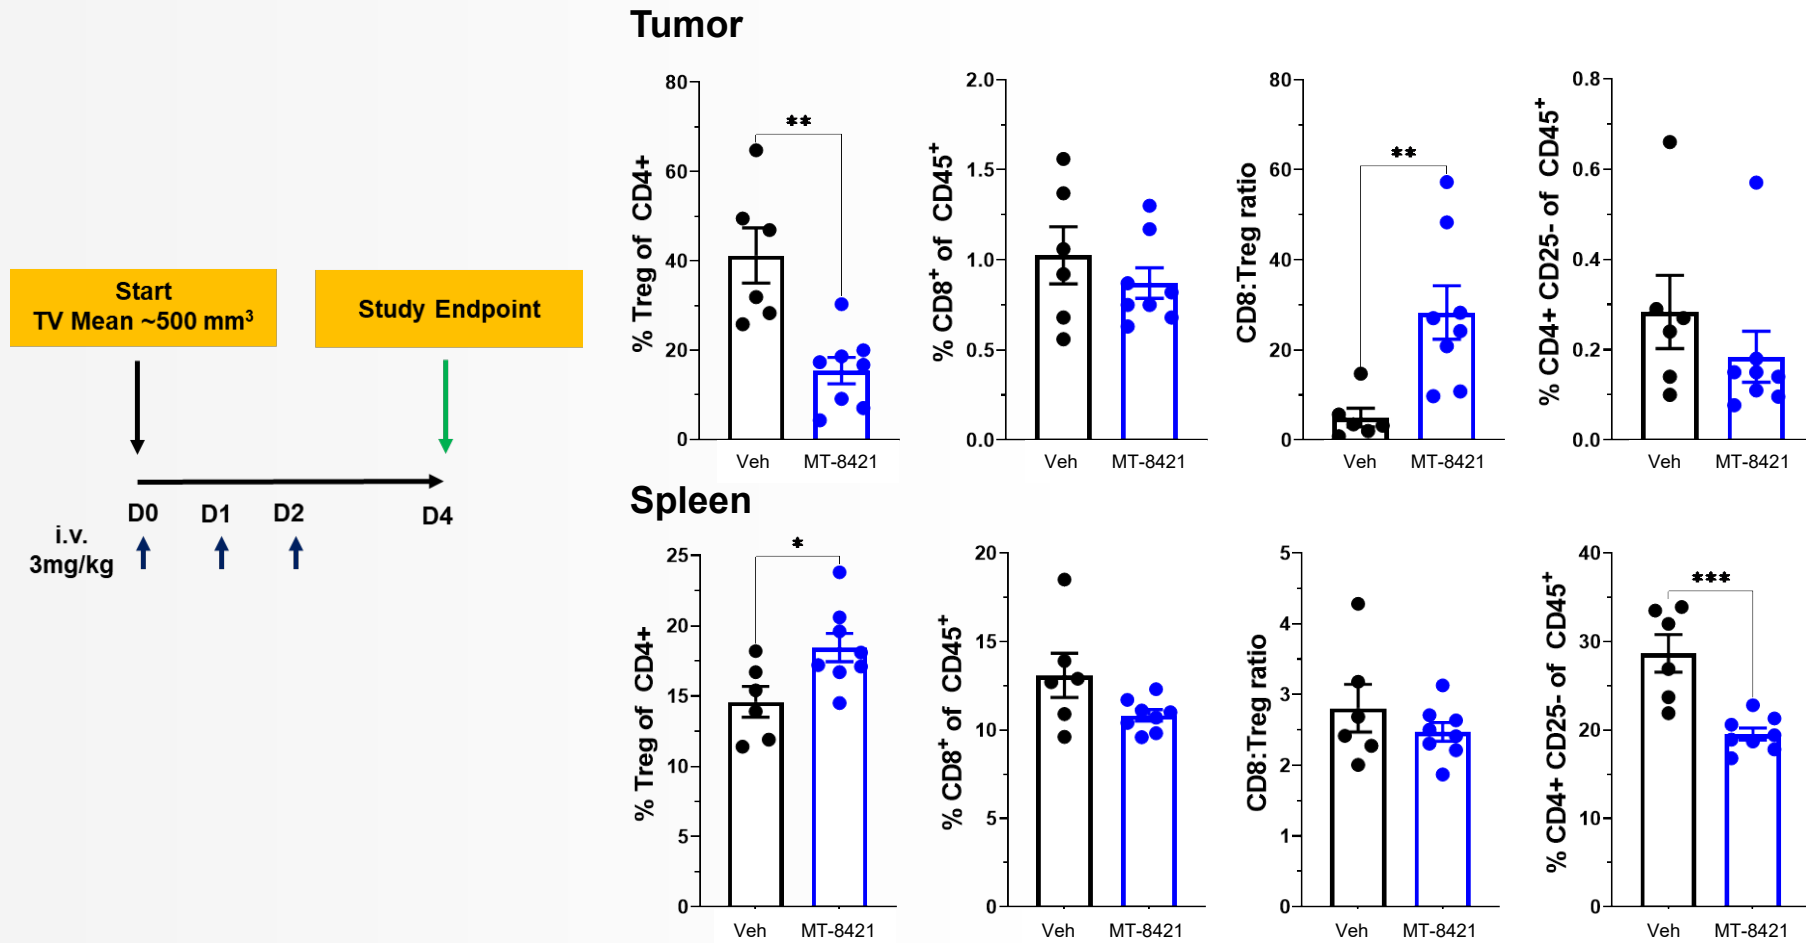 Tumor
Start
TV Mean ~500 mm³
Study Endpoint
D0
D1
D2
D4
i.v.
3mg/kg
% Treg of CD4+
80
60
40
20
0
**
Veh
MT-8421
% CD8⁺ of CD45⁺
2.0
1.5
1.0
0.5
0.0
Veh
MT-8421
CD8:Treg ratio
80
60
40
20
0
**
Veh
MT-8421
% CD4+ CD25- of CD45⁺
0.8
0.6
0.4
0.2
0.0
Veh
MT-8421
Spleen
% Treg of CD4+
25
20
15
10
5
0
*
Veh
MT-8421
% CD8⁺ of CD45⁺
20
15
10
5
0
Veh
MT-8421
CD8:Treg ratio
5
4
3
2
1
0
Veh
MT-8421
% CD4+ CD25- of CD45⁺
40
30
20
10
0
***
Veh
MT-8421